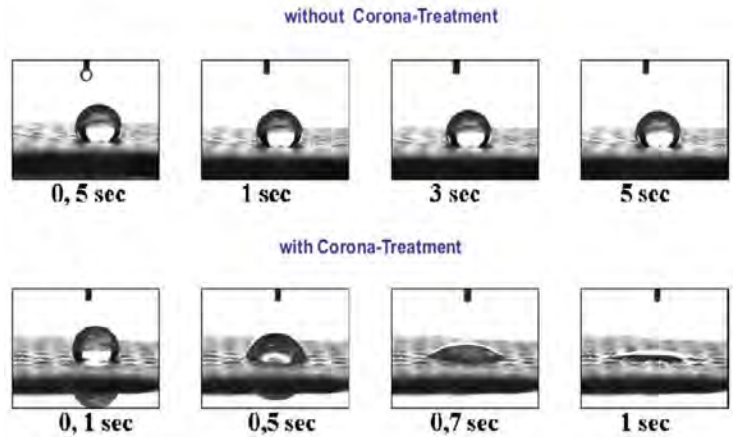 without Corona-Treatment
0, 5 sec
1 sec
3 sec
5 sec
with Corona-Treatment
0, 1 sec
0,5 sec
0,7 sec
1 sec